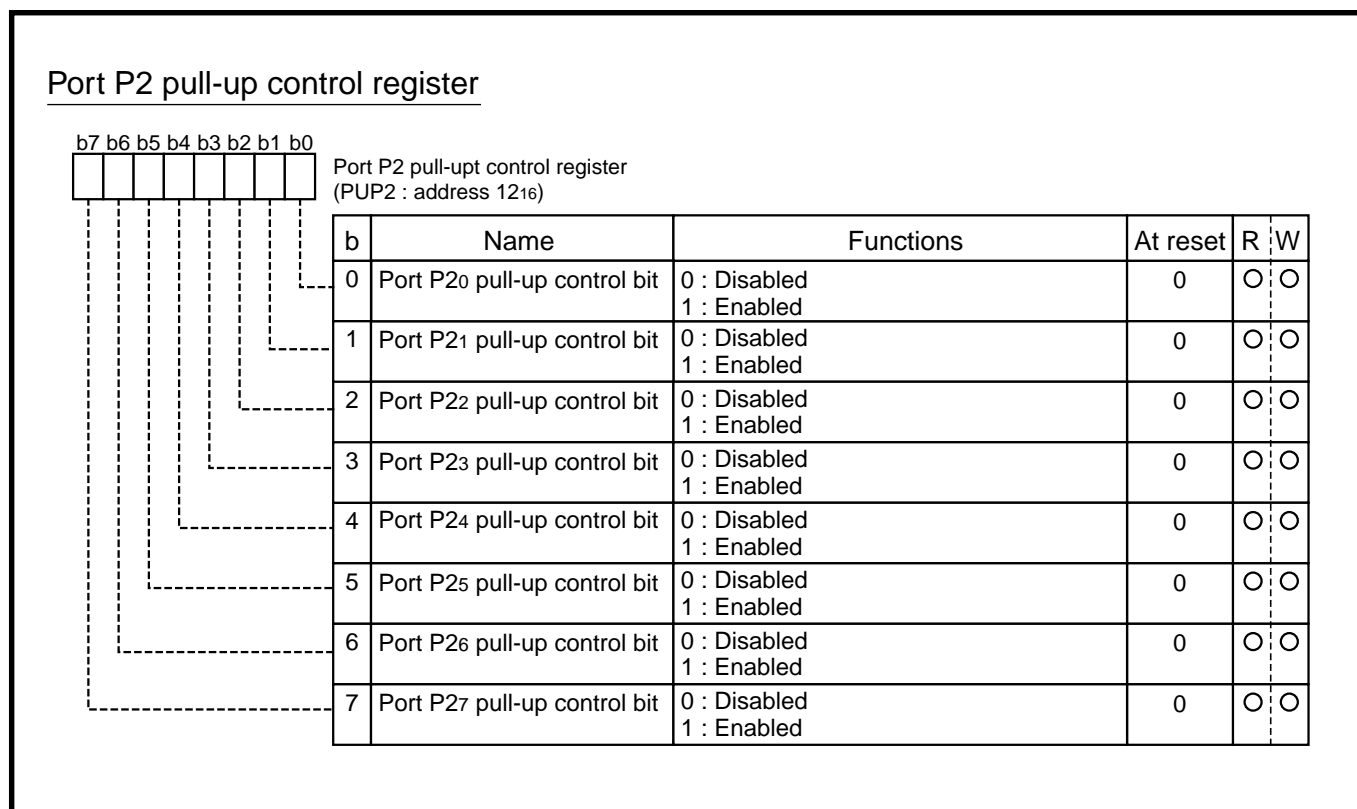 Port P2 pull-up control register
b7 b6 b5 b4 b3 b2 b1 b0
Port P2 pull-upt control register
(PUP2 : address 1216)
b Name Functions At reset R W
0 Port P20 pull-up control bit 0 : Disabled 0 O O
1 : Enabled
1 Port P21 pull-up control bit 0 : Disabled 0 O O
1 : Enabled
2 Port P22 pull-up control bit 0 : Disabled 0 O O
1 : Enabled
3 Port P23 pull-up control bit 0 : Disabled 0 O O
1 : Enabled
4 Port P24 pull-up control bit 0 : Disabled 0 O O
1 : Enabled
5 Port P25 pull-up control bit 0 : Disabled 0 O O
1 : Enabled
6 Port P26 pull-up control bit 0 : Disabled 0 O O
1 : Enabled
7 Port P27 pull-up control bit 0 : Disabled 0 O O
1 : Enabled